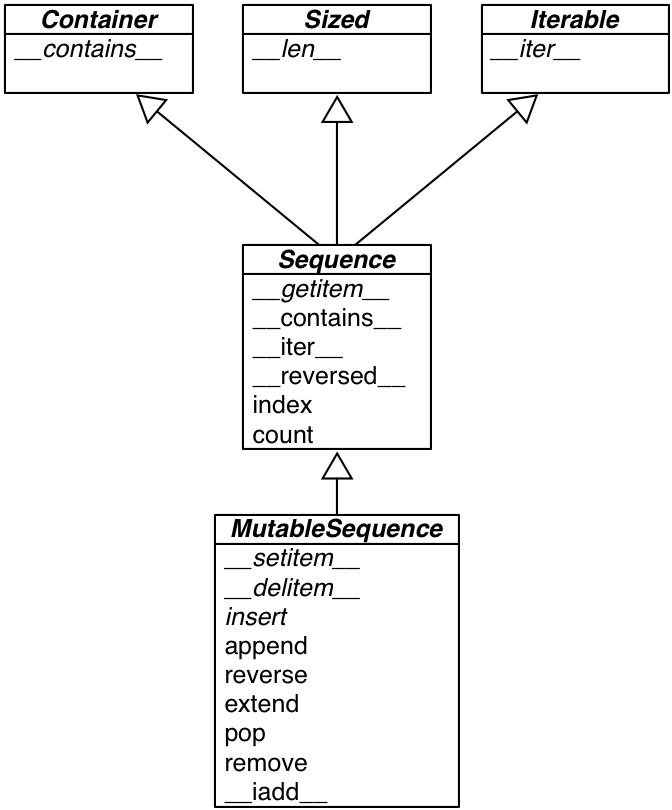 Container
__contains__
Sized
__len__
Iterable
__iter__
Sequence
__getitem__
__contains__
__iter__
__reversed__
index
count
MutableSequence
__setitem__
__delitem__
insert
append
reverse
extend
pop
remove
__iadd__